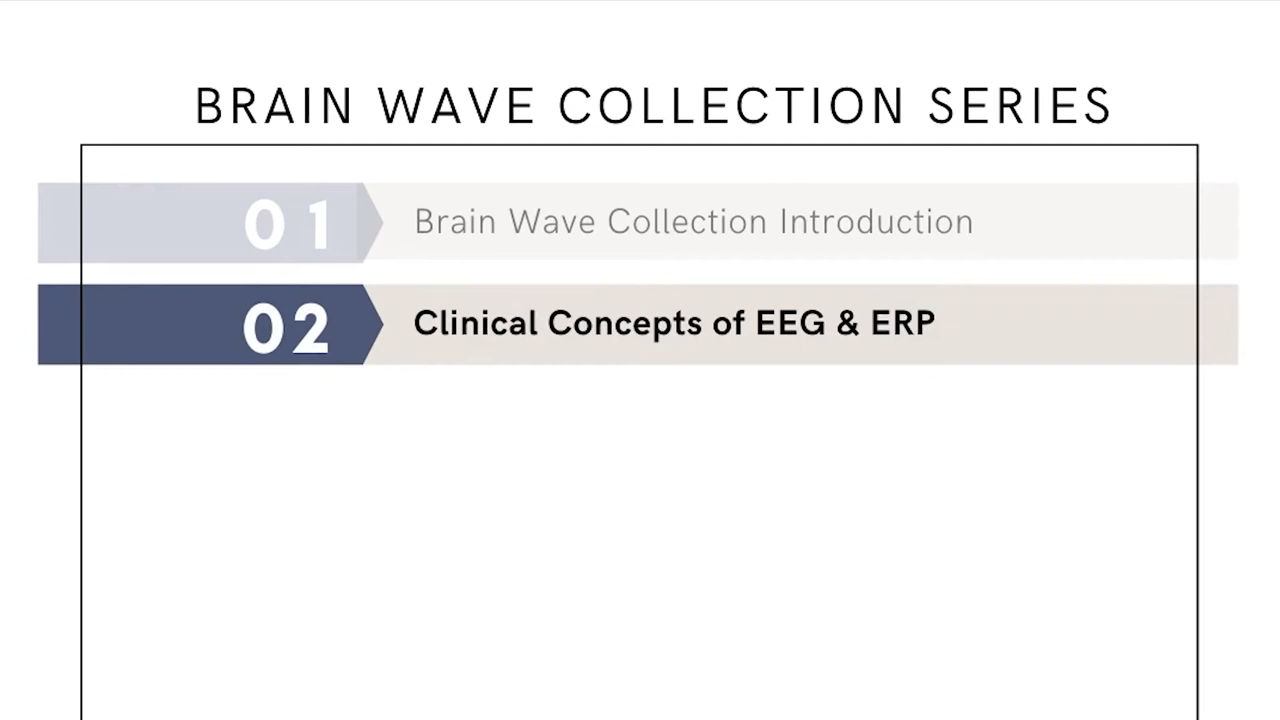 BRAIN WAVE COLLECTION SERIES
01 Brain Wave Collection Introduction
02 Clinical Concepts of EEG & ERP